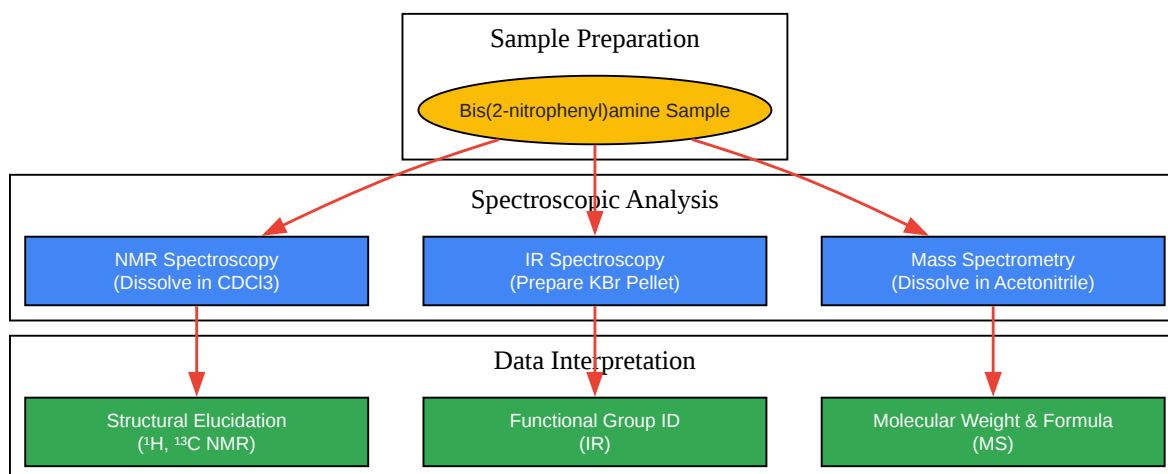 Sample Preparation
Bis(2-nitrophenyl)amine Sample
Spectroscopic Analysis
NMR Spectroscopy
(Dissolve in CDCl3)
IR Spectroscopy
(Prepare KBr Pellet)
Mass Spectrometry
(Dissolve in Acetonitrile)
Data Interpretation
Structural Elucidation
(¹H, ¹³C NMR)
Functional Group ID
(IR)
Molecular Weight & Formula
(MS)